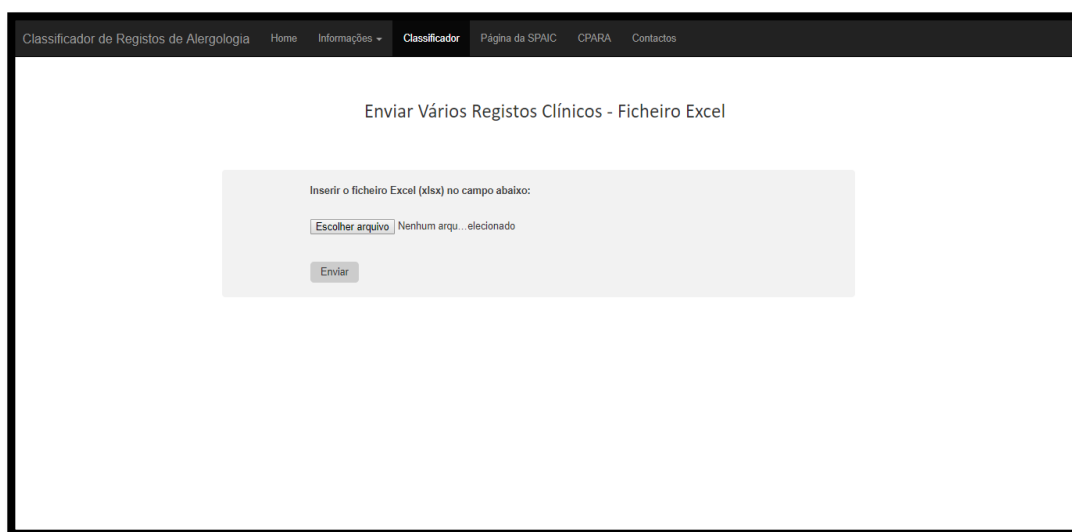 Classificador de Registos de Alergologia Home Informações Classificador Página da SPAIC CPARA Contactos
Enviar Vários Registos Clínicos - Ficheiro Excel
Inserir o ficheiro Excel (xlsx) no campo abaixo:
Escolher arquivo Nenhum arqu...elecionado
Enviar